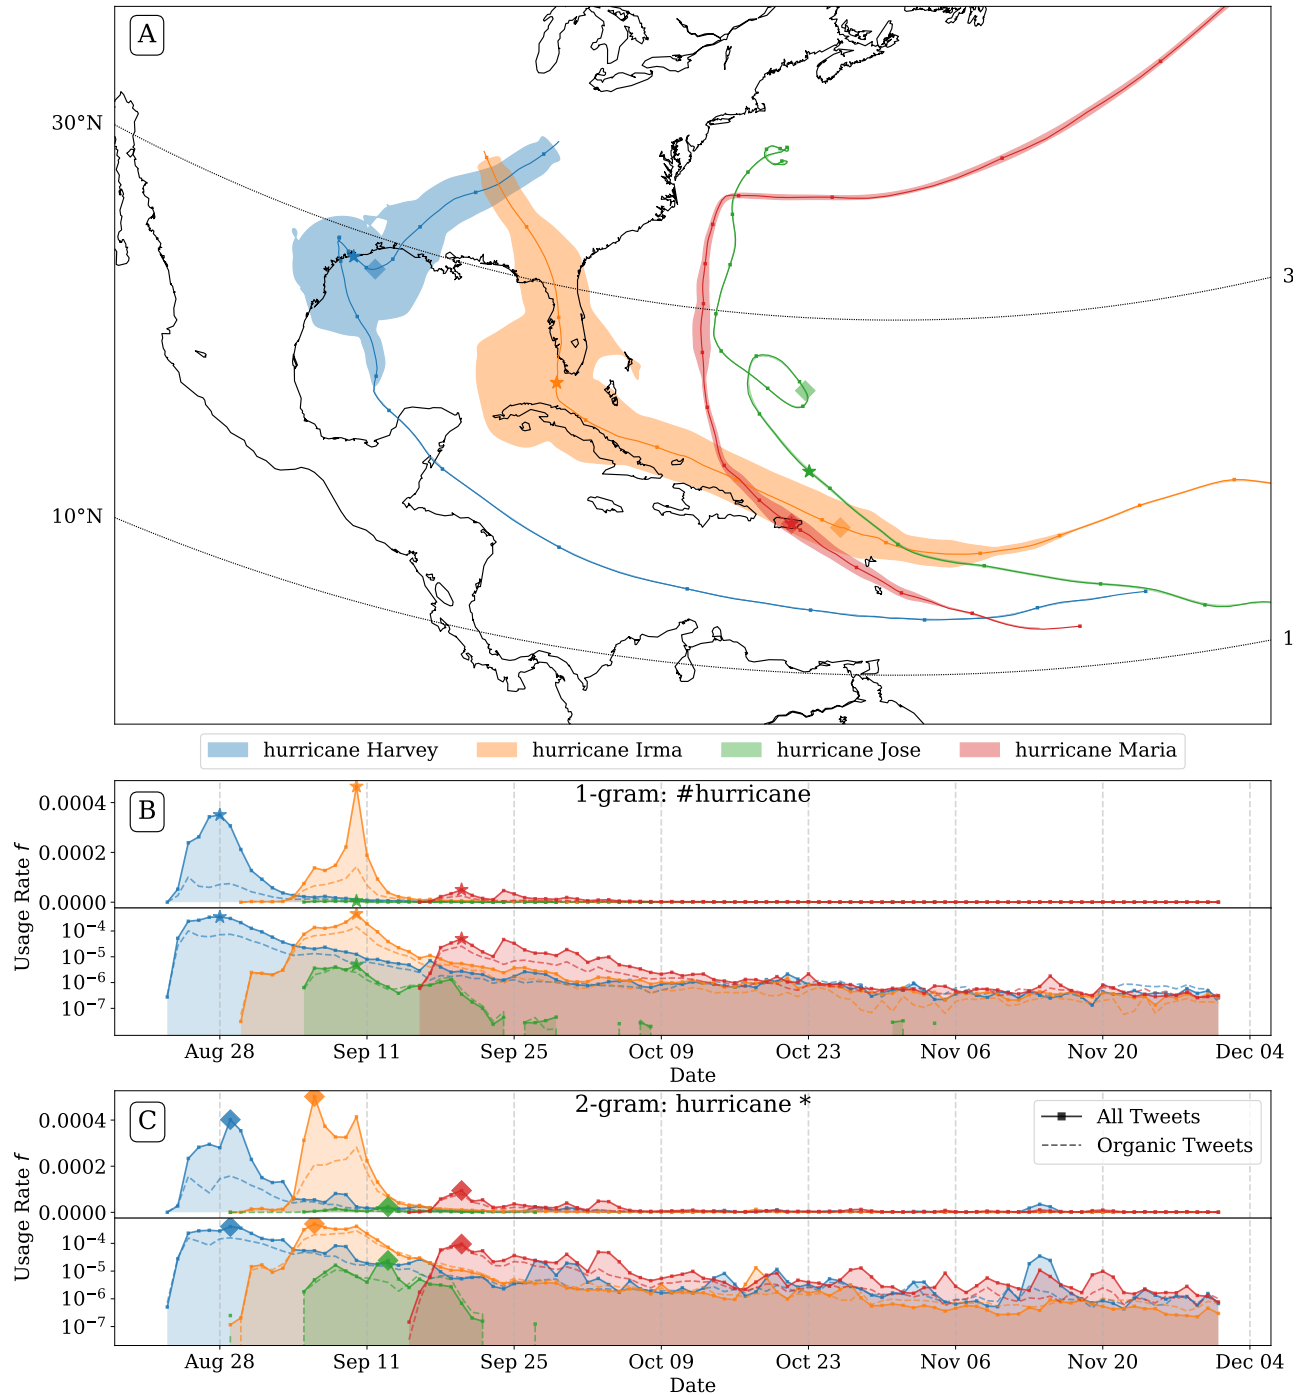 A
30°N
3
10°N
1
hurricane Harvey hurricane Irma hurricane Jose hurricane Maria
B
1-gram: #hurricane
0.0004
0.0002
0.0000
Usage Rate f
10⁻⁴
10⁻⁵
10⁻⁶
10⁻⁷
Aug 28 Sep 11 Sep 25 Oct 09 Oct 23 Nov 06 Nov 20 Dec 04
Date
C
2-gram: hurricane *
All Tweets
Organic Tweets
0.0004
0.0002
0.0000
Usage Rate f
10⁻⁴
10⁻⁵
10⁻⁶
10⁻⁷
Aug 28 Sep 11 Sep 25 Oct 09 Oct 23 Nov 06 Nov 20 Dec 04
Date